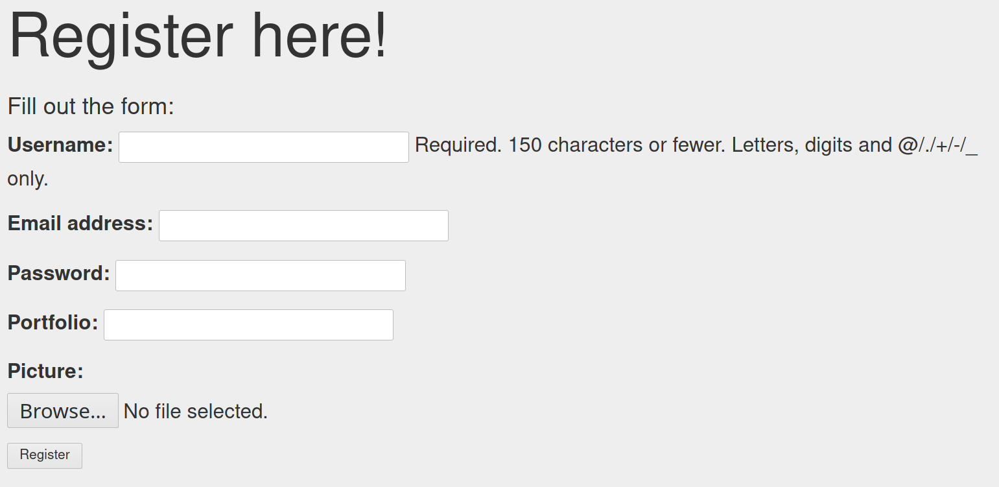 Register here!
Fill out the form:
Username: Required. 150 characters or fewer. Letters, digits and @/./+/-/_
only.
Email address:
Password:
Portfolio:
Picture:
Browse... No file selected.
Register